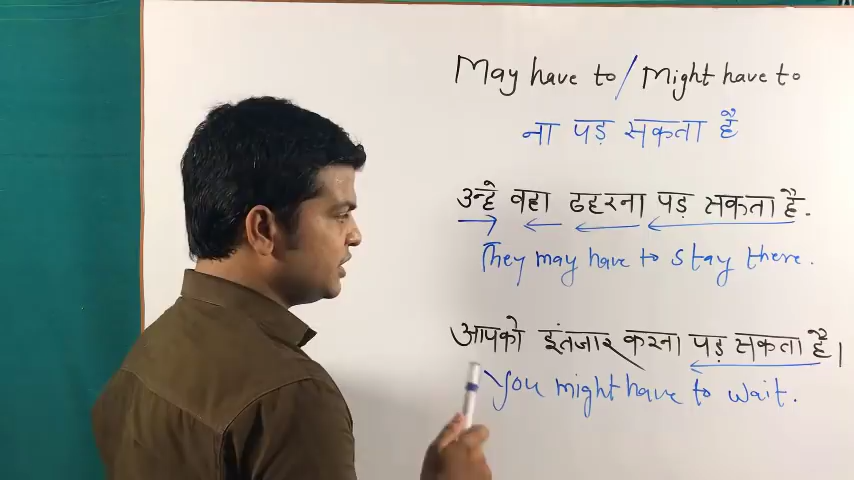 May have to / Might have to
ना पड़ सकता है
उन्हे वहा ठहरना पड़ सकता है.
They may have to stay there.
आपको इंतजार करना पड़ सकता है।
You might have to wait.